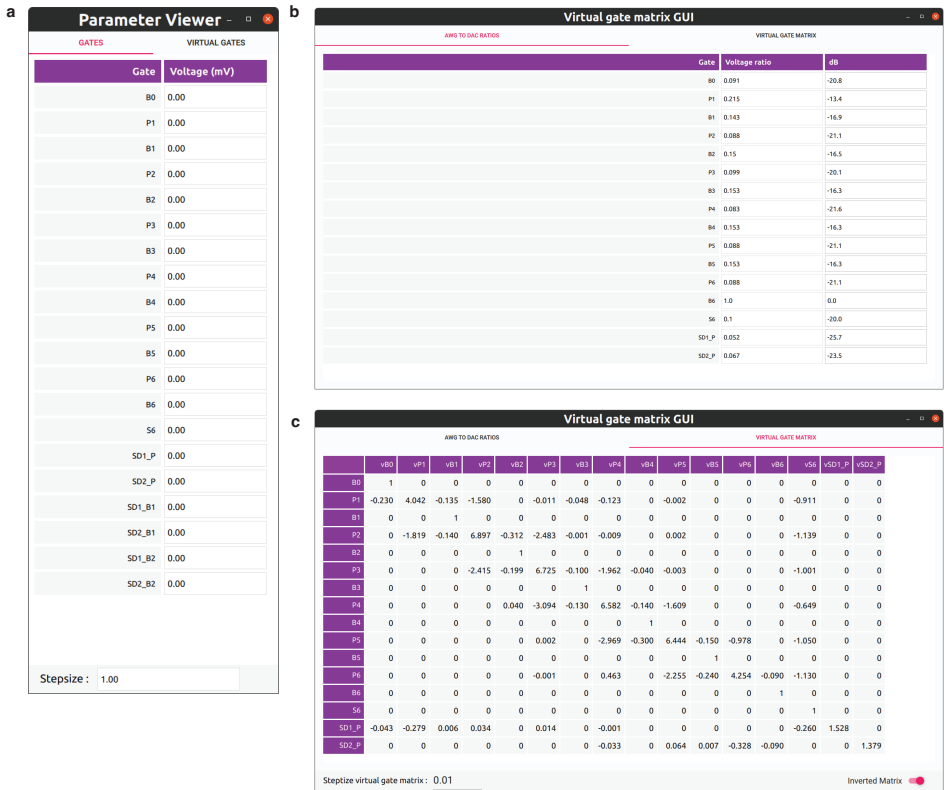 a
Parameter Viewer
GATES VIRTUAL GATES
Gate Voltage (mV)
B0 0.00
P1 0.00
B1 0.00
P2 0.00
B2 0.00
P3 0.00
B3 0.00
P4 0.00
B4 0.00
P5 0.00
B5 0.00
P6 0.00
B6 0.00
S6 0.00
SD1_P 0.00
SD2_P 0.00
SD1_B1 0.00
SD2_B1 0.00
SD1_B2 0.00
SD2_B2 0.00
Stepsize : 1.00
b
Virtual gate matrix GUI
AWG TO DAC RATIOS VIRTUAL GATE MATRIX
Gate Voltage ratio dB
B0 0.091 -20.8
P1 0.215 -13.4
B1 0.143 -16.9
P2 0.088 -21.1
B2 0.15 -16.5
P3 0.099 -20.1
B3 0.153 -16.3
P4 0.083 -21.6
B4 0.153 -16.3
P5 0.088 -21.1
B5 0.153 -16.3
P6 0.088 -21.1
B6 1.0 0.0
S6 0.1 -20.0
SD1_P 0.052 -25.7
SD2_P 0.067 -23.5
c
Virtual gate matrix GUI
AWG TO DAC RATIOS VIRTUAL GATE MATRIX
vB0 vP1 vB1 vP2 vB2 vP3 vB3 vP4 vB4 vP5 vB5 vP6 vB6 vS6 vSD1_P vSD2_P
B0 1 0 0 0 0 0 0 0 0 0 0 0 0 0 0 0
P1 -0.230 4.042 -0.135 -1.580 0 -0.011 -0.048 -0.123 0 -0.002 0 0 0 -0.911 0 0
B1 0 0 1 0 0 0 0 0 0 0 0 0 0 0 0 0
P2 0 -1.819 -0.140 6.897 -0.312 -2.483 -0.001 -0.009 0 0.002 0 0 0 -1.139 0 0
B2 0 0 0 0 1 0 0 0 0 0 0 0 0 0 0 0
P3 0 0 0 -2.415 -0.199 6.725 -0.100 -1.962 -0.040 -0.003 0 0 0 -1.001 0 0
B3 0 0 0 0 0 0 1 0 0 0 0 0 0 0 0 0
P4 0 0 0 0 0.040 -3.094 -0.130 6.582 -0.140 -1.609 0 0 0 -0.649 0 0
B4 0 0 0 0 0 0 0 0 1 0 0 0 0 0 0 0
P5 0 0 0 0 0 0.002 0 -2.969 -0.300 6.444 -0.150 -0.978 0 -1.050 0 0
B5 0 0 0 0 0 0 0 0 0 0 1 0 0 0 0 0
P6 0 0 0 0 0 -0.001 0 0.463 0 -2.255 -0.240 4.254 -0.090 -1.130 0 0
B6 0 0 0 0 0 0 0 0 0 0 0 0 1 0 0 0
S6 0 0 0 0 0 0 0 0 0 0 0 0 0 1 0 0
SD1_P -0.043 -0.279 0.006 0.034 0 0.014 0 -0.001 0 0 0 0 0 -0.260 1.528 0
SD2_P 0 0 0 0 0 0 0 -0.033 0 0.064 0.007 -0.328 -0.090 0 0 1.379
Steptize virtual gate matrix : 0.01 Inverted Matrix